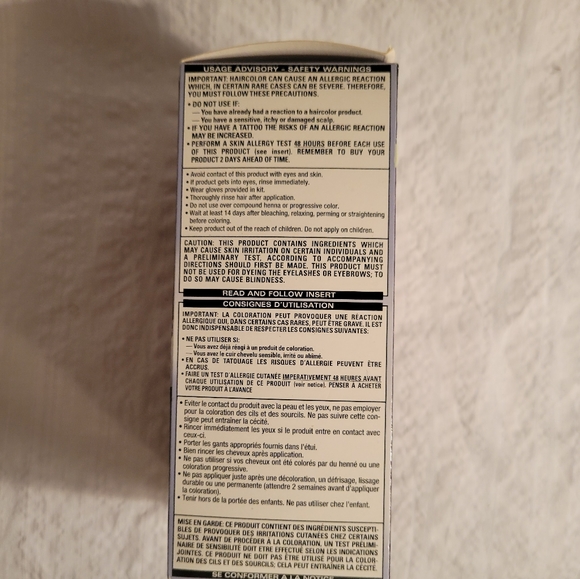 USAGE ADVISORY - SAFETY WARNINGS
IMPORTANT: HAIRCOLOR CAN CAUSE AN ALLERGIC REACTION
WHICH, IN CERTAIN RARE CASES CAN BE SEVERE. THEREFORE,
YOU MUST FOLLOW THESE PRECAUTIONS.
• DO NOT USE IF:
— You have already had a reaction to a haircolor product.
— You have a sensitive, itchy or damaged scalp.
• IF YOU HAVE A TATTOO THE RISKS OF AN ALLERGIC REACTION
MAY BE INCREASED.
• PERFORM A SKIN ALLERGY TEST 48 HOURS BEFORE EACH USE
OF THIS PRODUCT (see insert). REMEMBER TO BUY YOUR
PRODUCT 2 DAYS AHEAD OF TIME.
• Avoid contact of this product with eyes and skin.
• If product gets into eyes, rinse immediately.
• Wear gloves provided in kit.
• Thoroughly rinse hair after application.
• Do not use over compound henna or progressive color.
• Wait at least 14 days after bleaching, relaxing, perming or straightening
before coloring.
• Keep product out of the reach of children. Do not apply on children.
CAUTION: THIS PRODUCT CONTAINS INGREDIENTS WHICH
MAY CAUSE SKIN IRRITATION ON CERTAIN INDIVIDUALS AND
A PRELIMINARY TEST, ACCORDING TO ACCOMPANYING
DIRECTIONS SHOULD FIRST BE MADE. THIS PRODUCT MUST
NOT BE USED FOR DYEING THE EYELASHES OR EYEBROWS; TO
DO SO MAY CAUSE BLINDNESS.
READ AND FOLLOW INSERT
CONSIGNES D'UTILISATION
IMPORTANT: LA COLORATION PEUT PROVOQUER UNE RÉACTION
ALLERGIQUE QUI, DANS CERTAINS CAS RARES, PEUT ÊTRE GRAVE. IL EST
DONC INDISPENSABLE DE RESPECTER LES CONSIGNES SUIVANTES:
• NE PAS UTILISER SI:
— Vous avez déjà réagi à un produit de coloration.
— Vous avez le cuir chevelu sensible, irrité ou abîmé.
• EN CAS DE TATOUAGE LES RISQUES D'ALLERGIE PEUVENT ÊTRE
ACCRUS.
• FAIRE UN TEST D'ALLERGIE CUTANÉE IMPÉRATIVEMENT 48 HEURES AVANT
CHAQUE UTILISATION DE CE PRODUIT (voir notice). PENSER À ACHETER
VOTRE PRODUIT À L'AVANCE
• Éviter le contact du produit avec la peau et les yeux, ne pas employer
pour la coloration des cils et des sourcils. Ne pas suivre cette con-
signe peut entraîner la cécité.
• Rincer immédiatement les yeux si le produit entre en contact avec
ceux-ci.
• Porter les gants appropriés fournis dans l'étui.
• Bien rincer les cheveux après application.
• Ne pas utiliser si vos cheveux ont été colorés par du henné ou une
coloration progressive.
• Ne pas appliquer juste après une décoloration, un défrisage, lissage
durable ou une permanente (attendre 2 semaines avant d'appliquer
la coloration).
• Tenir hors de la portée des enfants. Ne pas utiliser chez l'enfant.
MISE EN GARDE: CE PRODUIT CONTIENT DES INGRÉDIENTS SUSCEPTI-
BLES DE PROVOQUER DES IRRITATIONS CUTANÉES CHEZ CERTAINS
SUJETS. AVANT DE PROCÉDER À LA COLORATION, UN TEST PRÉLIMI-
NAIRE DE SENSIBILITÉ DOIT ÊTRE EFFECTUÉ SELON LES INDICATIONS
JOINTES. CE PRODUIT NE DOIT PAS ÊTRE UTILISÉ POUR LA COLOR-
ATION DES CILS ET DES SOURCILS; CELA PEUT ENTRAÎNER LA CÉCITÉ.
SE CONFORMER À LA NOTICE